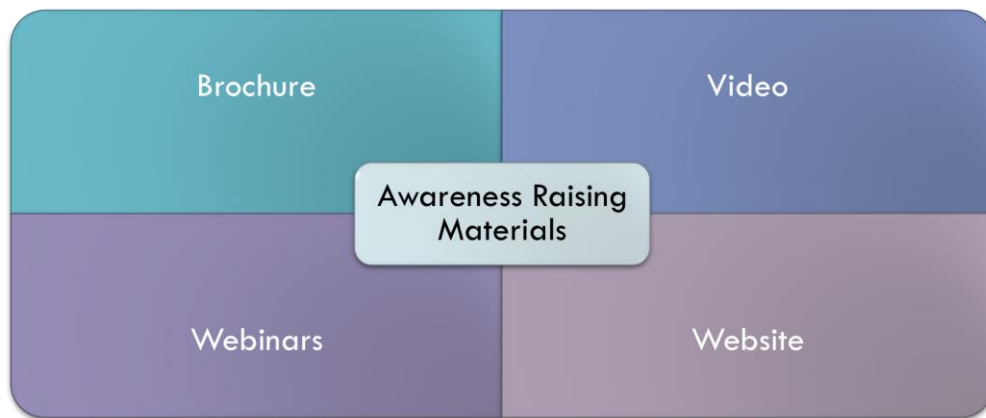 Brochure
Video
Awareness Raising
Materials
Webinars
Website